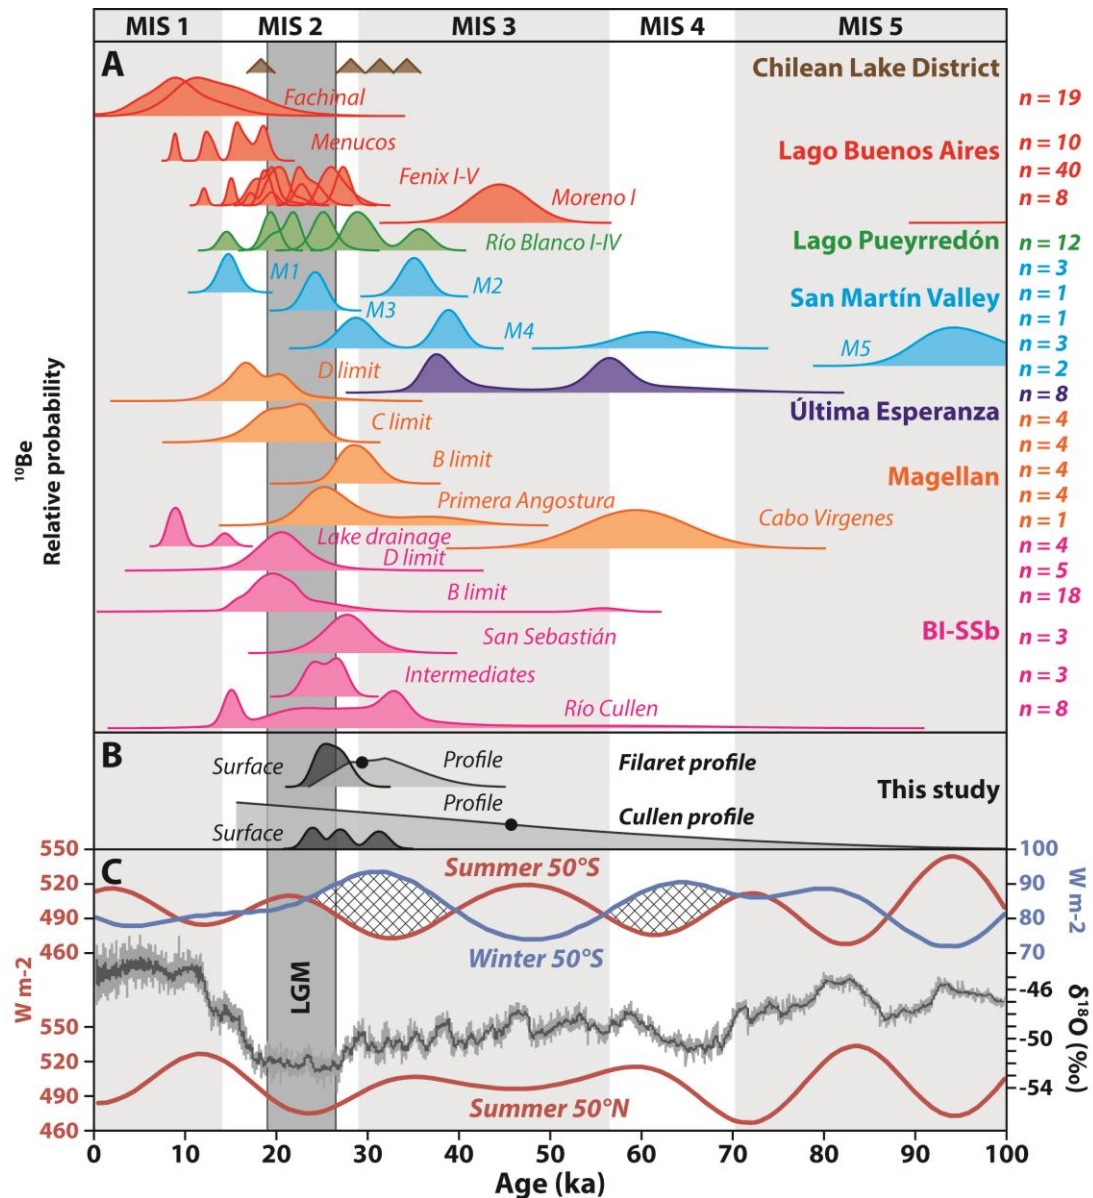 MIS 1 MIS 2 MIS 3 MIS 4 MIS 5
A
Chilean Lake District
Fachinal
n = 19
Menucos
n = 10
Lago Buenos Aires
Fenix I-V
n = 40
Moreno I
n = 8
Río Blanco I-IV
Lago Pueyrredón
n = 12
M1
n = 3
M2
San Martín Valley
n = 1
M3
n = 1
M4
M5
n = 3
D limit
n = 2
n = 8
Última Esperanza
C limit
n = 4
n = 4
B limit
n = 4
Magellan
Primera Angostura
n = 4
Cabo Virgenes
n = 1
Lake drainage
n = 4
D limit
n = 5
B limit
n = 18
BI-SSb
San Sebastián
n = 3
Intermediates
n = 3
Río Cullen
n = 8
¹⁰Be
Relative probability
B
Surface Profile Filaret profile
This study
Profile
Cullen profile
Surface
C
550
520
490
460
W m-2
550
520
490
460
Summer 50°S
Winter 50°S
LGM
Summer 50°N
100
90
80
70
W m-2
-46
-50
-54
δ¹⁸O (‰)
0 10 20 30 40 50 60 70 80 90 100
Age (ka)